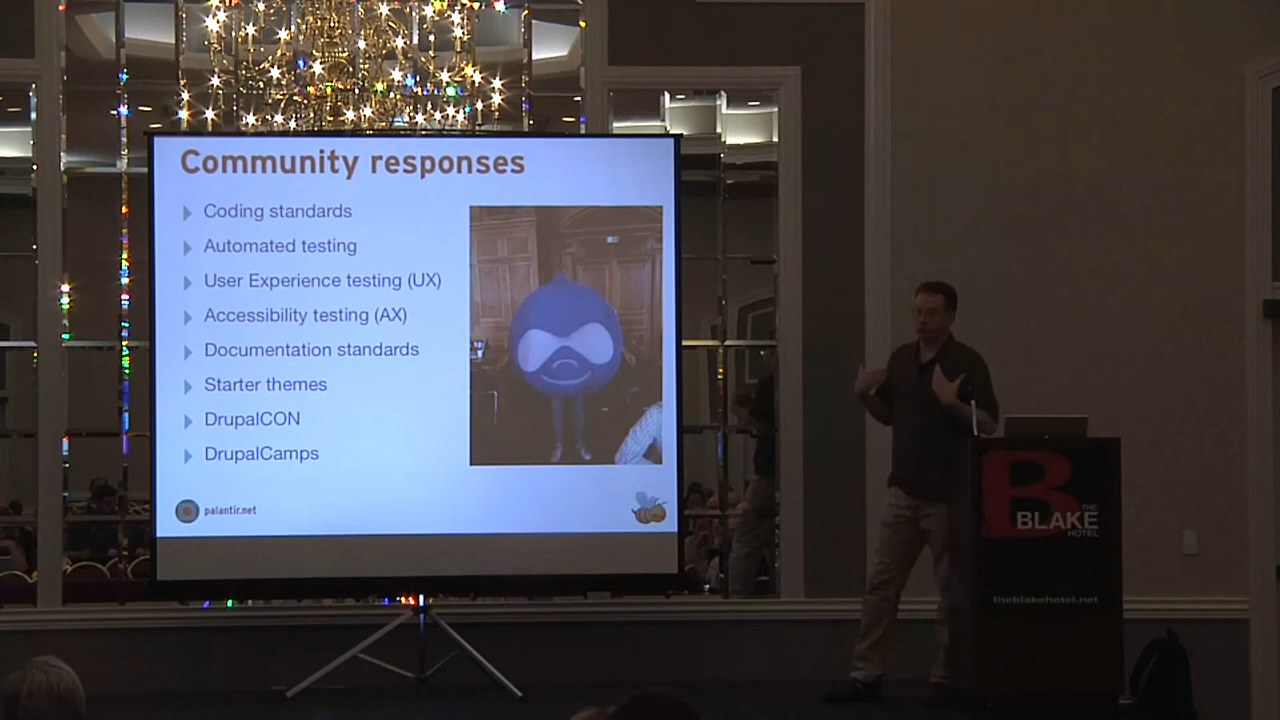 Community responses
Coding standards
Automated testing
User Experience testing (UX)
Accessibility testing (AX)
Documentation standards
Starter themes
DrupalCON
DrupalCamps
palantir.net
B
THE
BLAKE
HOTEL
theblakehotel.net